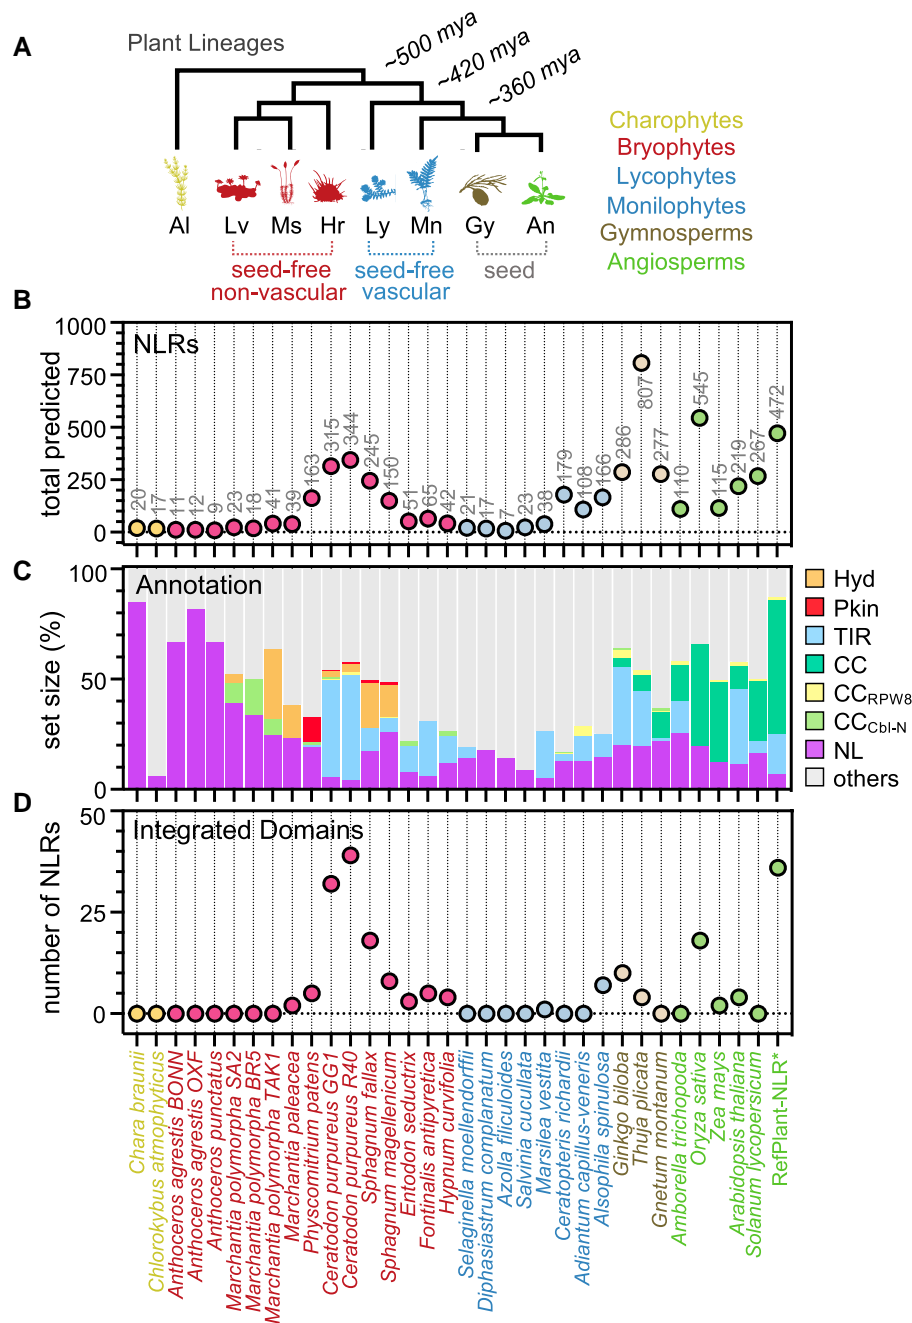 A
Plant Lineages
~500 mya
~420 mya
~360 mya
Al
Lv
Ms
Hr
Ly
Mn
Gy
An
seed-free
non-vascular
seed-free
vascular
seed
Charophytes
Bryophytes
Lycophytes
Monilophytes
Gymnosperms
Angiosperms
B
NLRs
total predicted
1000
750
500
250
0
20
17
11
12
9
23
18
41
39
163
315
344
245
150
51
65
42
21
17
7
23
38
179
108
166
286
807
277
110
545
115
219
267
472
C
Annotation
set size (%)
100
50
0
Hyd
Pkin
TIR
CC
CCRPW8
CCCbl-N
NL
others
D
Integrated Domains
number of NLRs
50
25
0
Chara braunii
Chlorokybus atmophyticus
Anthoceros agrestis BONN
Anthoceros agrestis OXF
Anthoceros punctatus
Marchantia polymorpha SA2
Marchantia polymorpa BR5
Marchantia polymorpha TAK1
Marchantia paleacea
Physcomitrium patens
Ceratodon purpureus GG1
Ceratodon purpureus R40
Sphagnum fallax
Sphagnum magellenicum
Entodon seductrix
Fontinalis antipyretica
Hypnum curvifolia
Selaginella moellendorffii
Diphasiastrum complanatum
Azolla filiculoides
Salvinia cucullata
Marsilea vestita
Ceratopteris richardii
Adiantum capillus-veneris
Alsophila spinulosa
Ginkgo biloba
Thuja plicata
Gnetum montanum
Amborella trichopoda
Oryza sativa
Zea mays
Arabidopsis thaliana
Solanum lycopersicum
RefPlant-NLR*